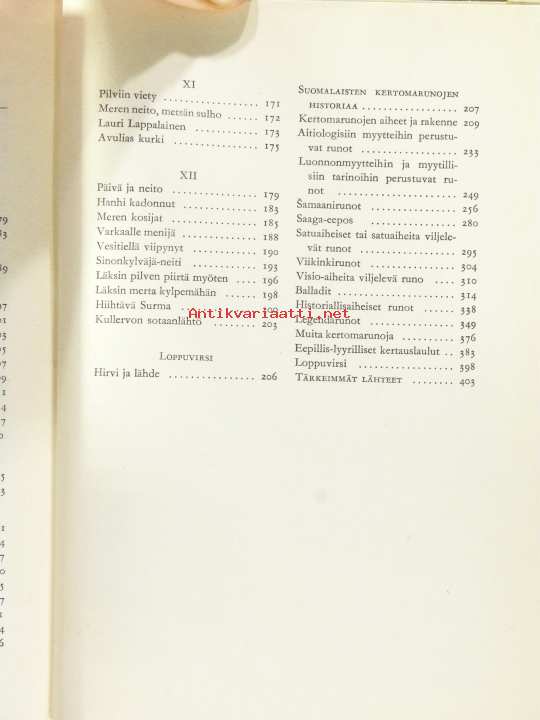 XI
Pilviin viety .................. 171
Meren neito, metsän sulho ...... 172
Lauri Lappalainen ............ 173
Avulias kurki ................ 175
XII
Päivä ja neito ................ 179
Hanhi kadonnut .............. 183
Meren kosijat ................ 185
Varkaalle menijä .............. 188
Vesitiellä viipynyt ............ 190
Sinonkylväjä-neiti ............ 193
Läksin pilven piirtä myöten .... 196
Läksin merta kylpemähän ...... 198
Hiihtävä Surma
Kullervon sotaanlähtö ........ 203
Loppuvirsi
Hirvi ja lähde ................ 206
Suomalaisten kertomarunojen
historiaa .................. 207
Kertomarunojen aiheet ja rakenne 209
Aitiologisiin myytteihin perustu-
vat runot .................. 233
Luonnonmyytteihin ja myytilli-
siin tarinoihin perustuvat ru-
not ...................... 249
Šamaanirunot ................ 256
Saaga-eepos .................. 280
Satuaiheiset tai satuaiheita viljele-
vät runot .................. 295
Viikinkirunot ................ 304
Visio-aiheita viljelevä runo .... 310
Balladit ...................... 314
Historiallisaiheiset runot ...... 338
Legendarunot ................ 349
Muita kertomarunoja .......... 376
Eepillis-lyyrilliset kertauslaulut .. 383
Loppuvirsi .................. 398
Tärkeimmät lähteet ........ 403
Antikvariaatti.net